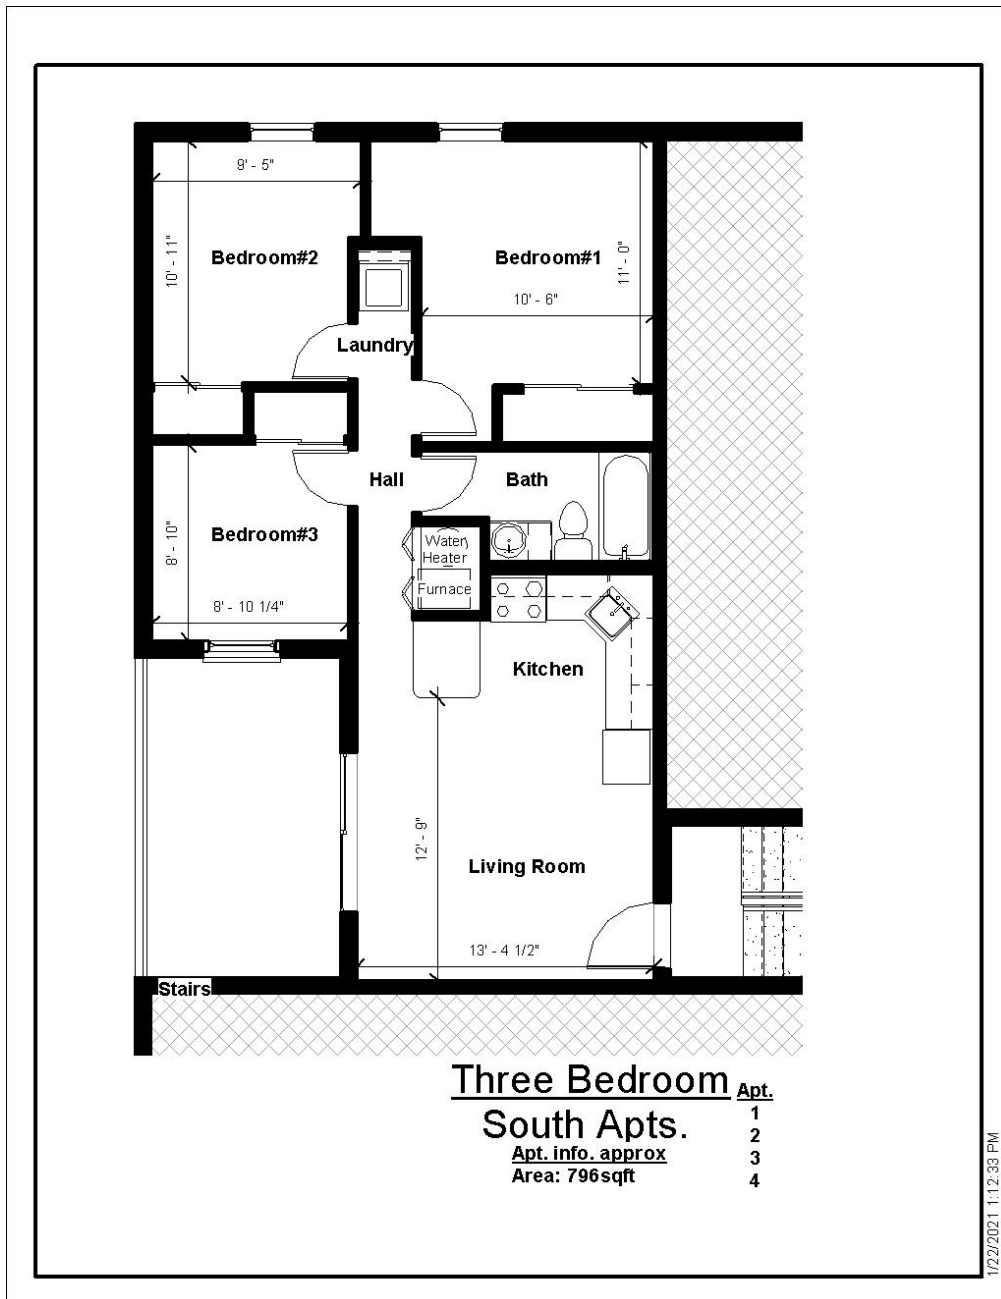 9' - 5"
10' - 11"
Bedroom#2
Bedroom#1
11' - 0"
10' - 6"
Laundry
Hall
Bath
Bedroom#3
8' - 10"
8' - 10 1/4"
Water
Heater
Furnace
Kitchen
12' - 9"
Living Room
13' - 4 1/2"
Stairs
Three Bedroom
South Apts.
Apt. info. approx
Area: 796sqft
Apt.
1
2
3
4
1/22/2021 1:12:33 PM